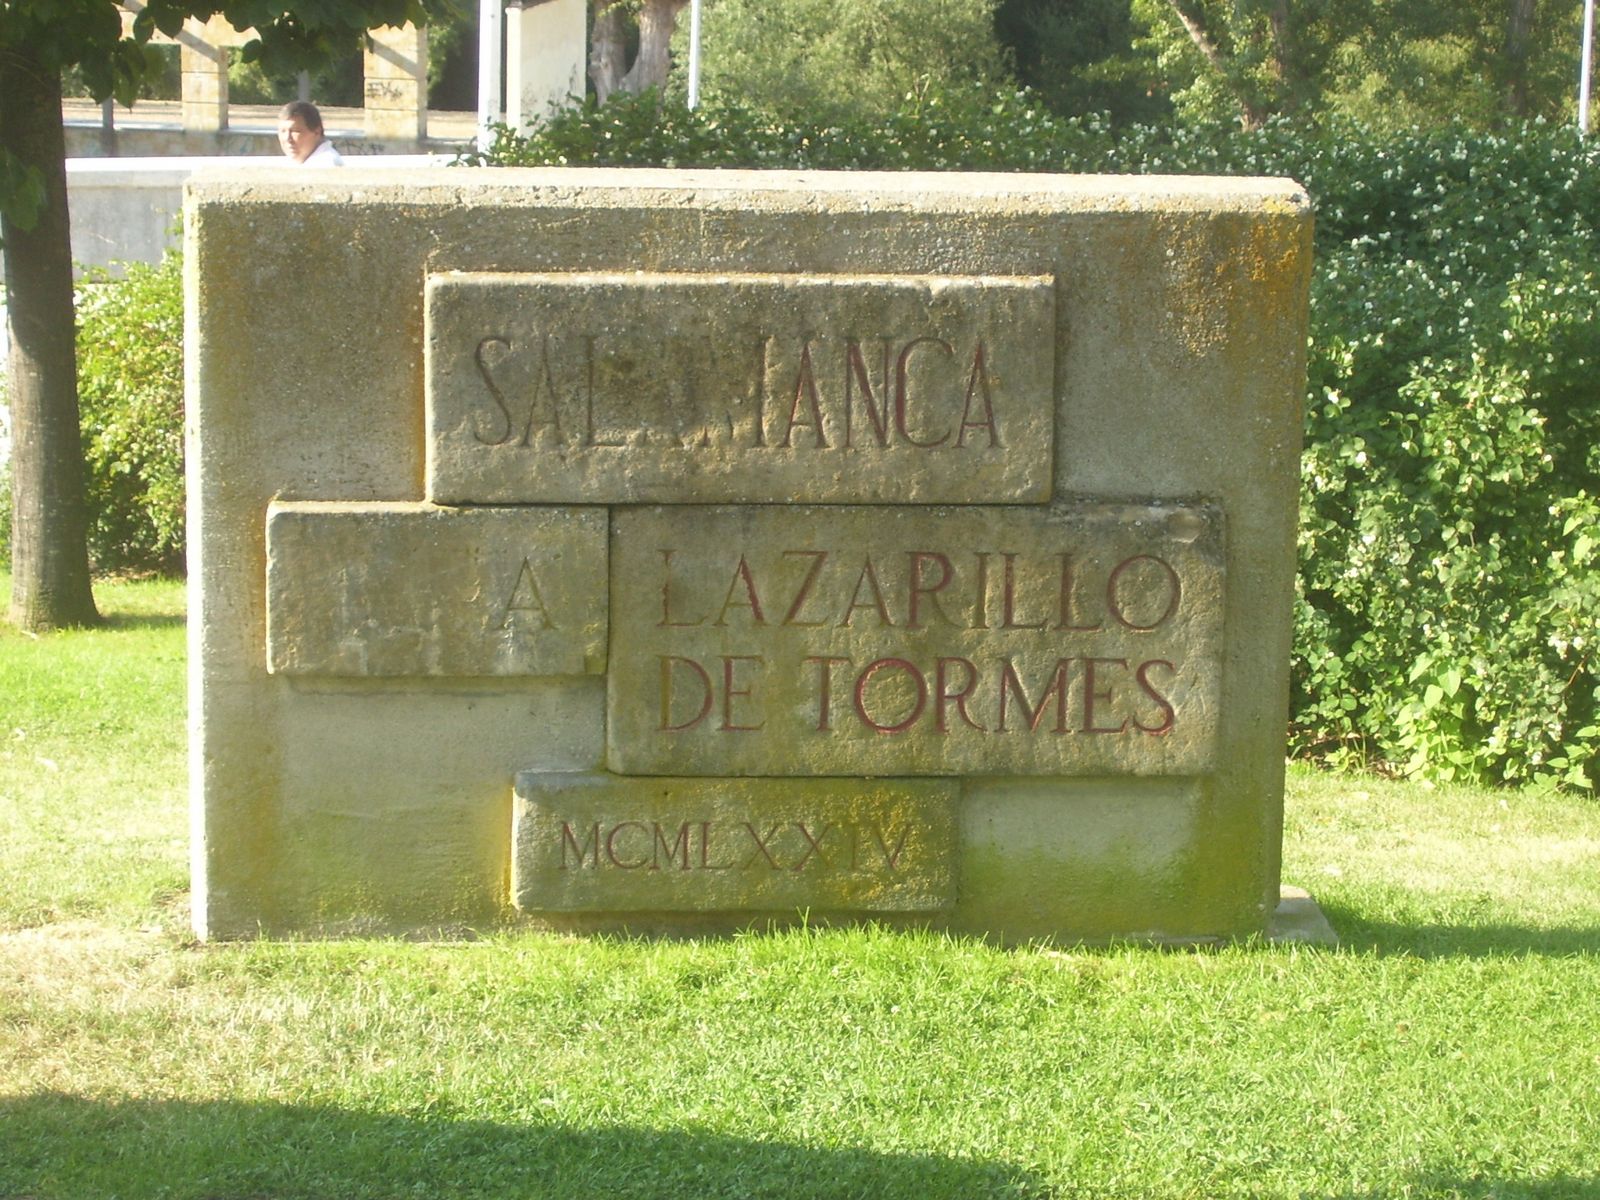 SALAMANCA
A LAZARILLO
DE TORMES
MCMLXXIV